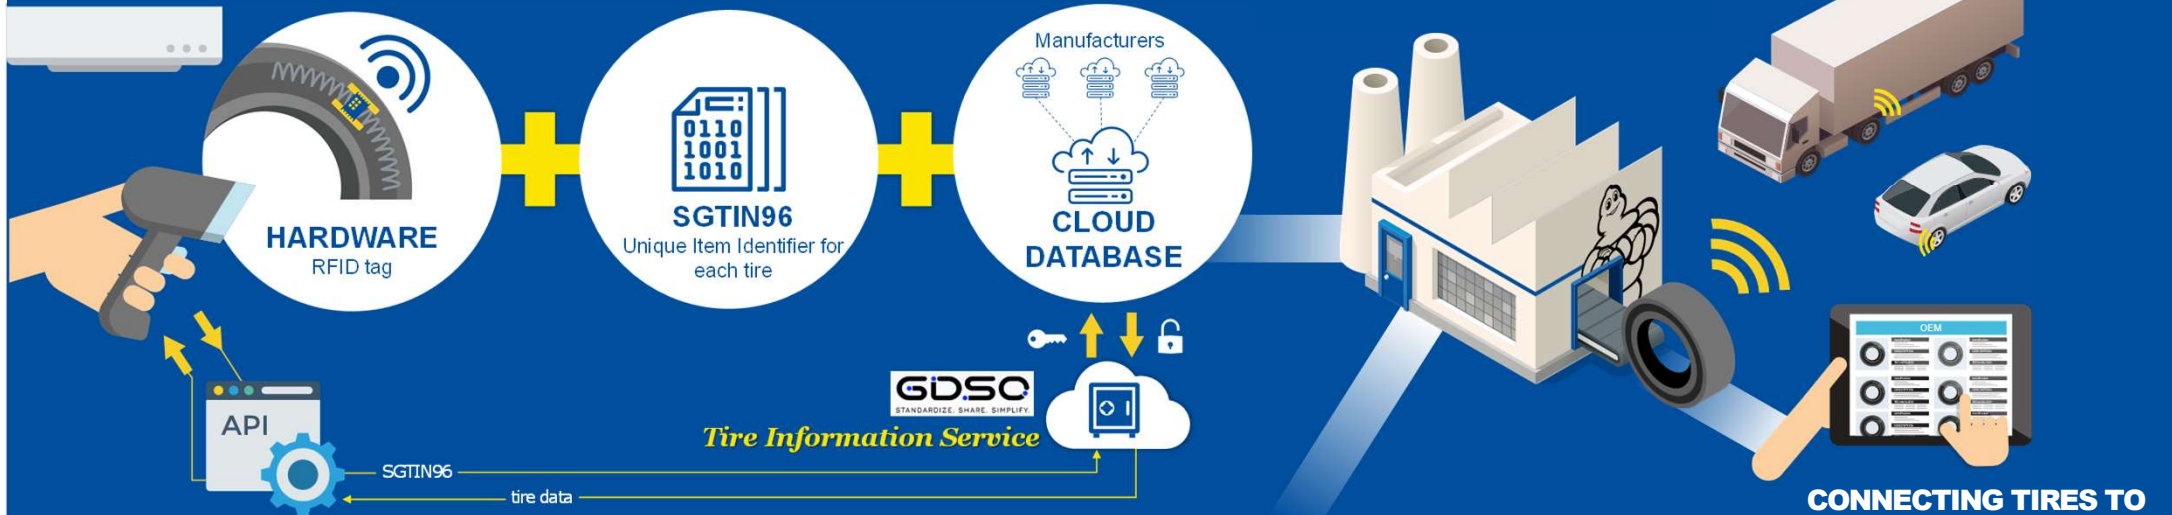 Manufacturers
0110
1001
1010
HARDWARE
RFID tag
SGTIN96
Unique Item Identifier for
each tire
CLOUD
DATABASE
OEM
API
GDSO
STANDARDIZE. SHARE. SIMPLIFY.
Tire Information Service
SGTIN96
tire data
CONNECTING TIRES TO